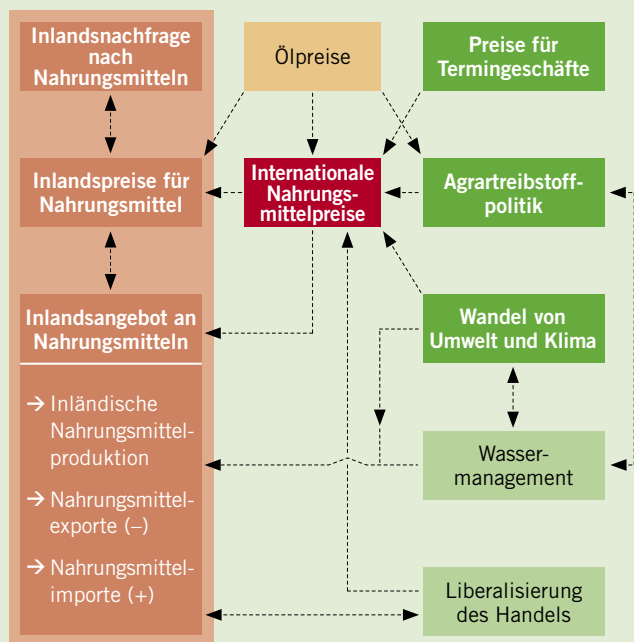 Inlandsnachfrage
nach
Nahrungsmitteln
Ölpreise
Preise für
Termingeschäfte
Inlandspreise für
Nahrungsmittel
Internationale
Nahrungs-
mittelpreise
Agrartreibstoff-
politik
Inlandsangebot an
Nahrungsmitteln
Wandel von
Umwelt und Klima
→ Inländische
Nahrungsmittel-
produktion
→ Nahrungsmittel-
exporte (–)
→ Nahrungsmittel-
importe (+)
Wasser-
management
Liberalisierung
des Handels